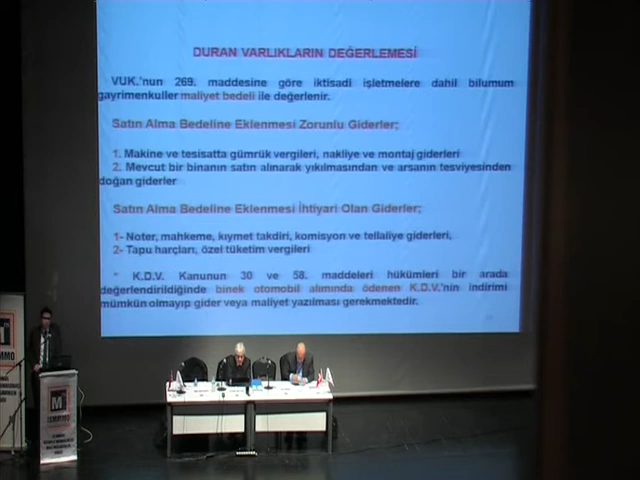 DURAN VARLIKLARIN DEĞERLEMESİ
VUK.'nun 269. maddesine göre iktisadi işletmelere dahil bilumum
gayrimenkuller maliyet bedeli ile değerlenir.
Satın Alma Bedeline Eklenmesi Zorunlu Giderler;
1. Makine ve tesisatta gümrük vergileri, nakliye ve montaj giderleri
2. Mevcut bir binanın satın alınarak yıkılmasından ve arsanın tesviyesinden
doğan giderler
Satın Alma Bedeline Eklenmesi İhtiyari Olan Giderler;
1- Noter, mahkeme, kıymet takdiri, komisyon ve tellaliye giderleri,
2- Tapu harçları, özel tüketim vergileri
* K.D.V. Kanunun 30 ve 58. maddeleri hükümleri bir arada
değerlendirildiğinde binek otomobil alımında ödenen K.D.V.'nin indirimi
mümkün olmayıp gider veya maliyet yazılması gerekmektedir.